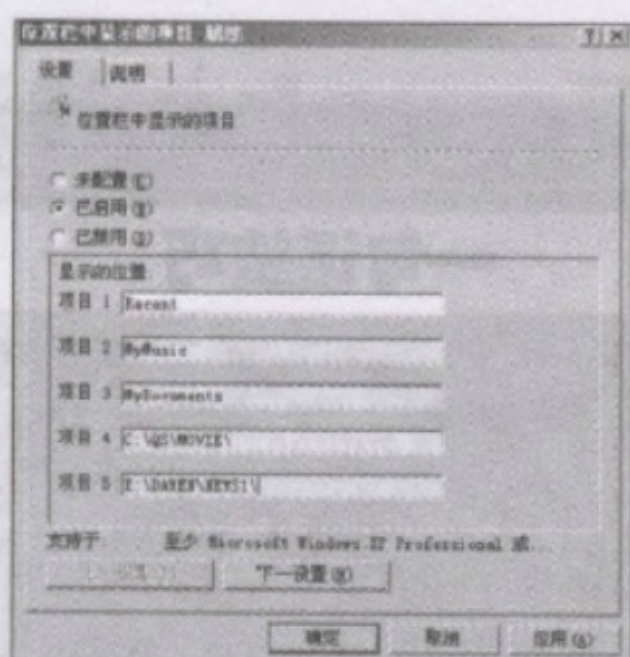 位置栏中显示的项目 属性
设置 说明
位置栏中显示的项目
未配置(C)
已启用(E)
已禁用(D)
显示的位置:
项目 1 Recent
项目 2 MyMusic
项目 3 MyDocuments
项目 4 C:\QS\MOVIE\
项目 5 E:\DAREN\NEWS1\
支持于: 至少 Microsoft Windows XP Professional 或...
下一设置(N)
确定 取消 应用(A)